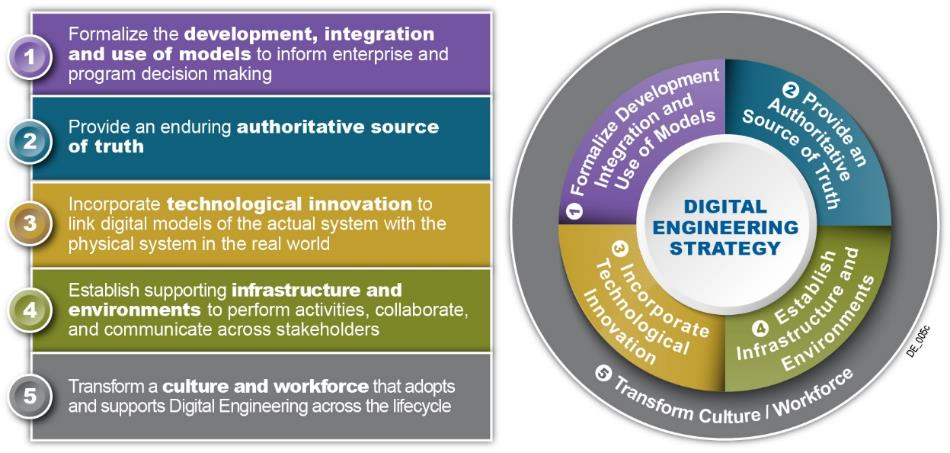 1
Formalize the development, integration
and use of models to inform enterprise and
program decision making
2
Provide an enduring authoritative source
of truth
3
Incorporate technological innovation to
link digital models of the actual system with the
physical system in the real world
4
Establish supporting infrastructure and
environments to perform activities, collaborate,
and communicate across stakeholders
5
Transform a culture and workforce that adopts
and supports Digital Engineering across the lifecycle
1 Formalize Development
Integration and
Use of Models
2 Provide an
Authoritative
Source of Truth
DIGITAL
ENGINEERING
STRATEGY
3 Incorporate
Technological
Innovation
4 Establish
Infrastructure and
Environments
5 Transform Culture / Workforce
DE_005c